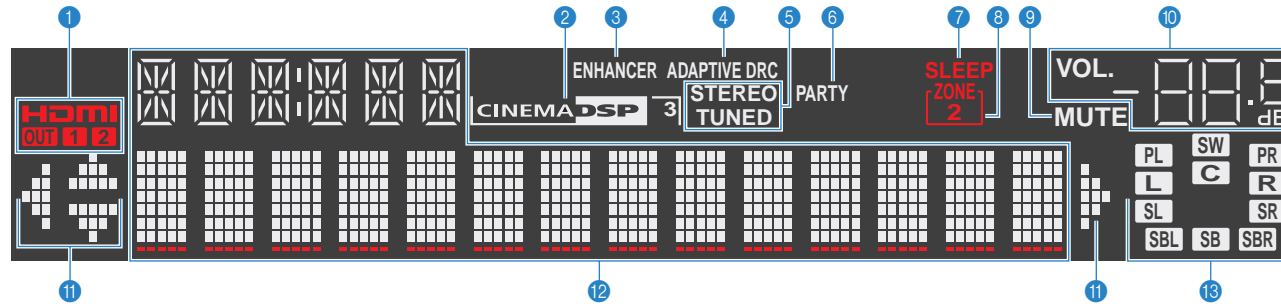 1 2 3 4 5 6 7 8 9 10
ENHANCER ADAPTIVE DRC SLEEP VOL.
HDMI CINEMA DSP 3 STEREO PARTY ZONE
OUT 1 2 TUNED 2 MUTE dB
SW
PL C PR
L R
SL SR
SBL SB SBR
11 12 11 13